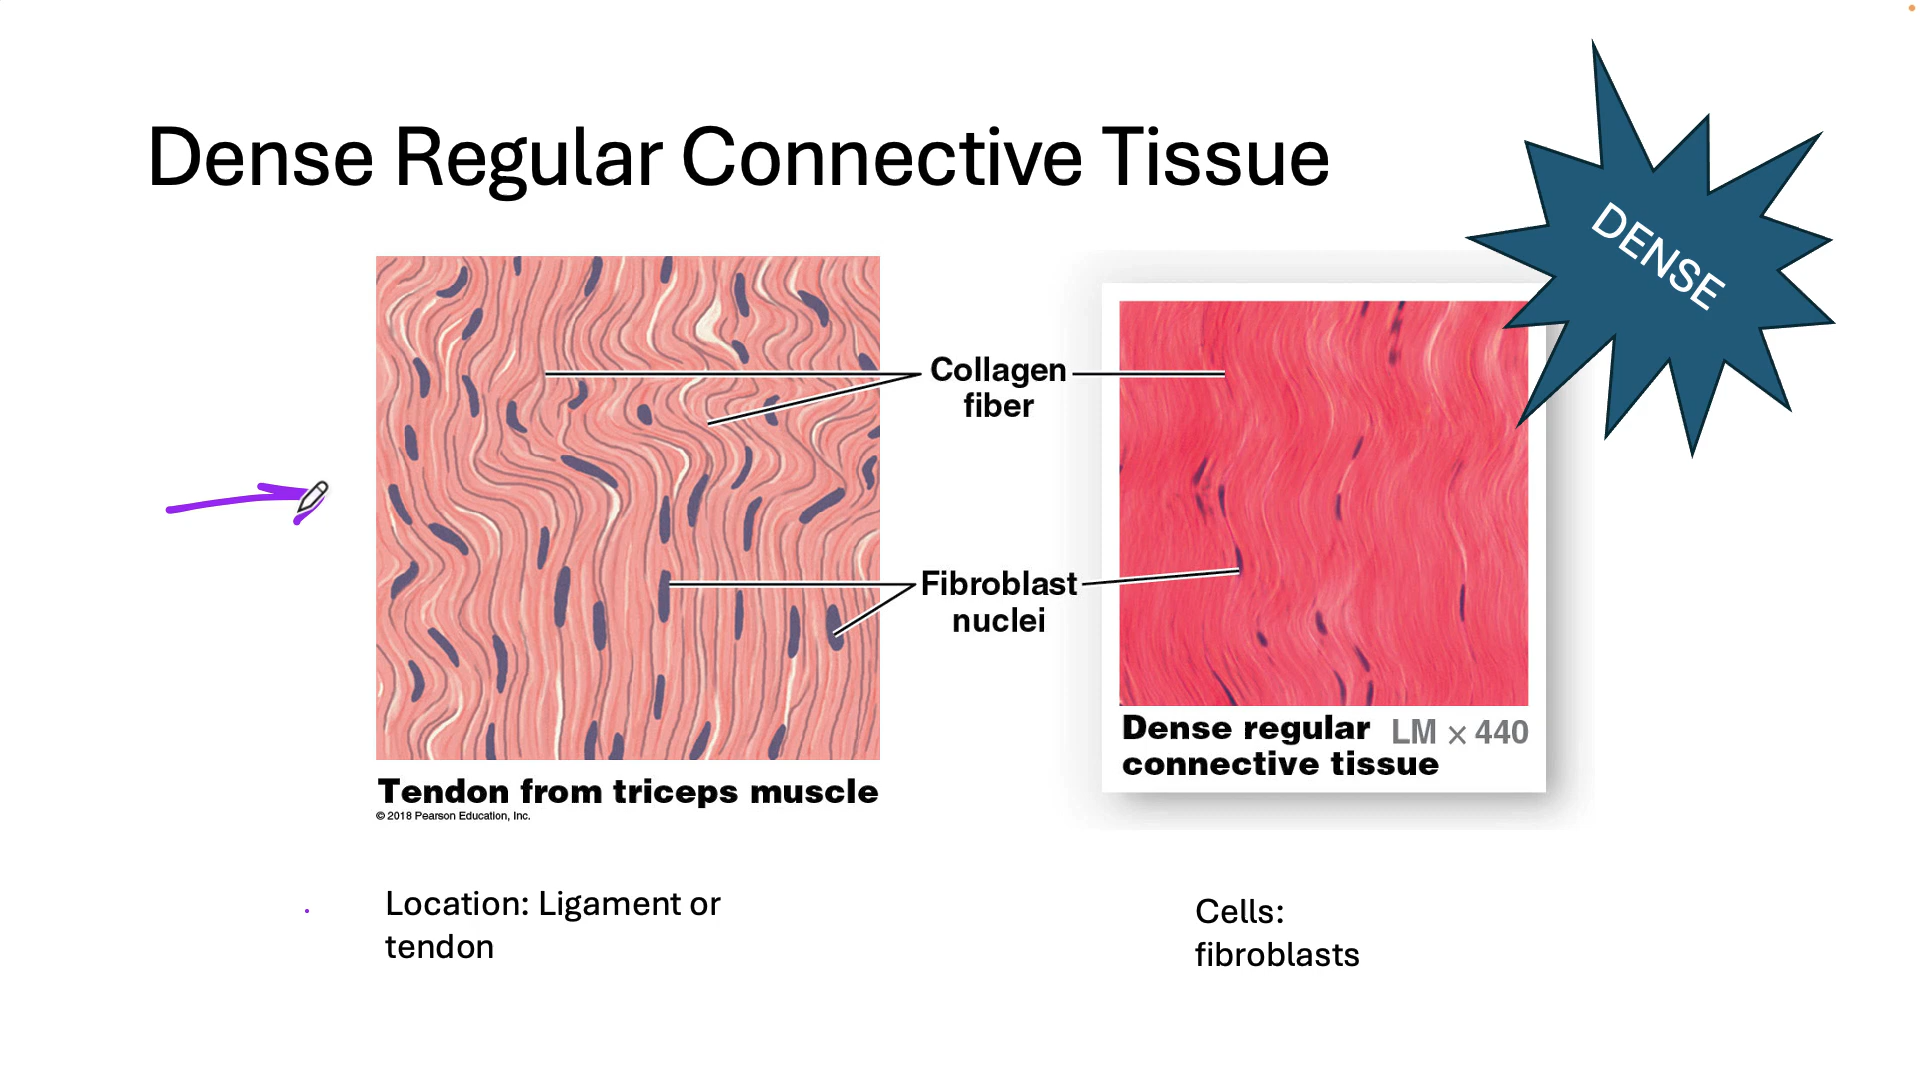 Dense Regular Connective Tissue
DENSE
Collagen
fiber
Fibroblast
nuclei
Tendon from triceps muscle
© 2018 Pearson Education, Inc.
Dense regular LM × 440
connective tissue
Location: Ligament or
tendon
Cells:
fibroblasts